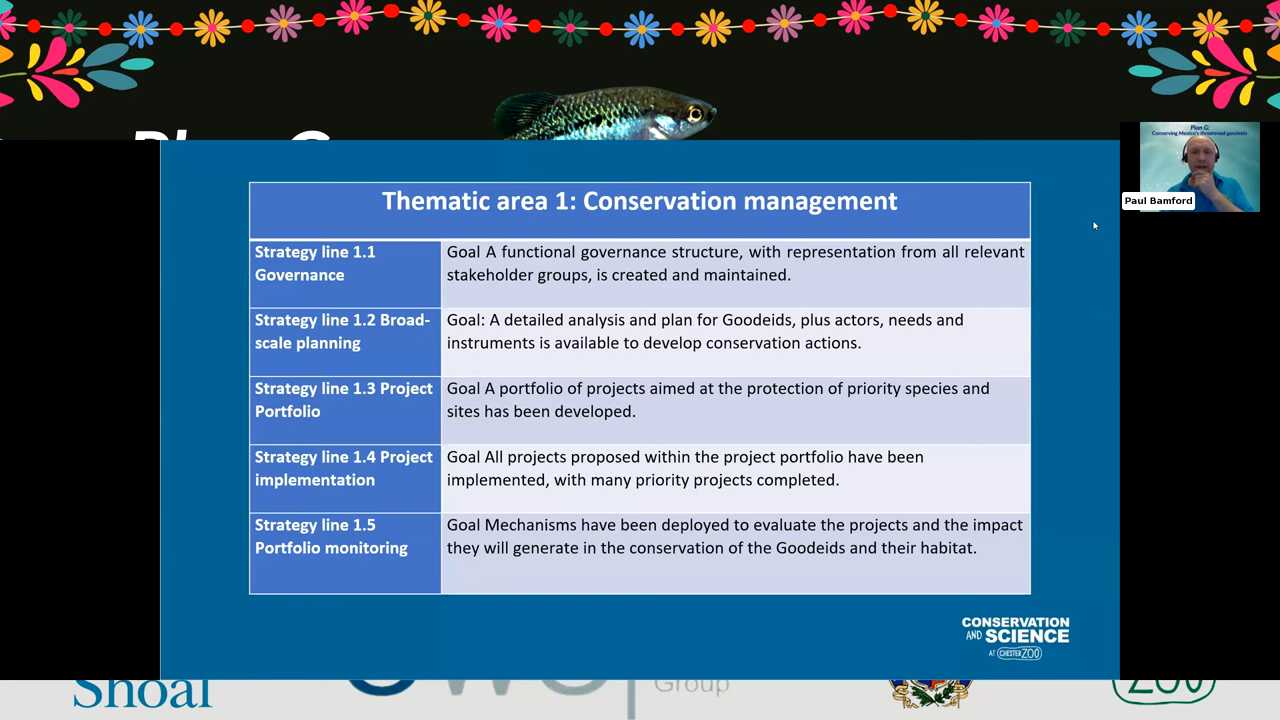 Plan G
Plan G:
Conserving Mexico's threatened goodeids
Paul Bamford
Thematic area 1: Conservation management
Strategy line 1.1
Governance
Goal A functional governance structure, with representation from all relevant
stakeholder groups, is created and maintained.
Strategy line 1.2 Broad-
scale planning
Goal: A detailed analysis and plan for Goodeids, plus actors, needs and
instruments is available to develop conservation actions.
Strategy line 1.3 Project
Portfolio
Goal A portfolio of projects aimed at the protection of priority species and
sites has been developed.
Strategy line 1.4 Project
implementation
Goal All projects proposed within the project portfolio have been
implemented, with many priority projects completed.
Strategy line 1.5
Portfolio monitoring
Goal Mechanisms have been deployed to evaluate the projects and the impact
they will generate in the conservation of the Goodeids and their habitat.
CONSERVATION
AND SCIENCE
AT CHESTER ZOO
Shoal
Group
ZOO